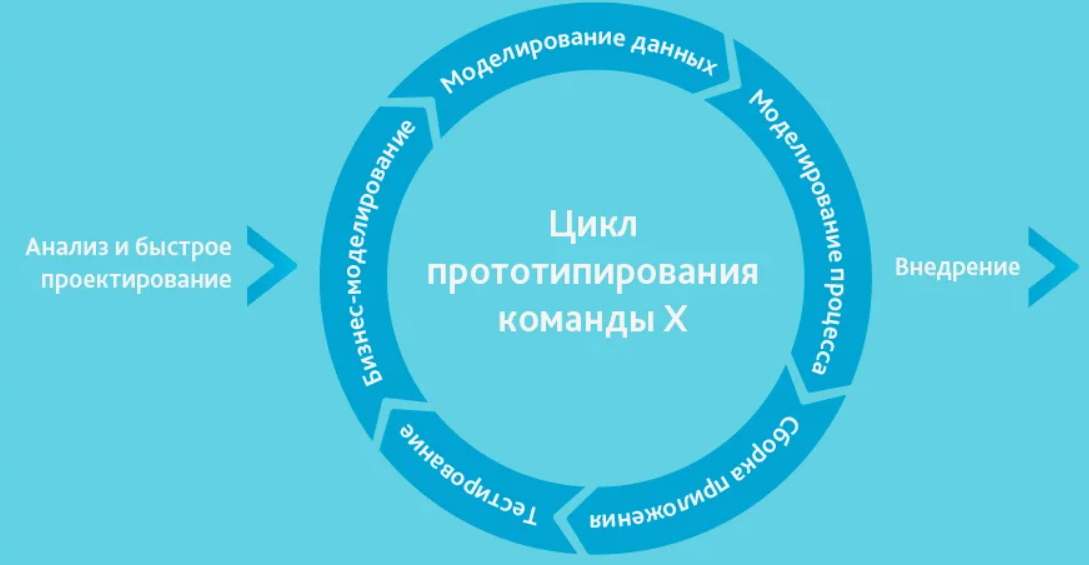 Анализ и быстрое
проектирование
Бизнес-моделирование
Моделирование данных
Моделирование процесса
Сборка приложения
Тестирование
Цикл
прототипирования
команды X
Внедрение